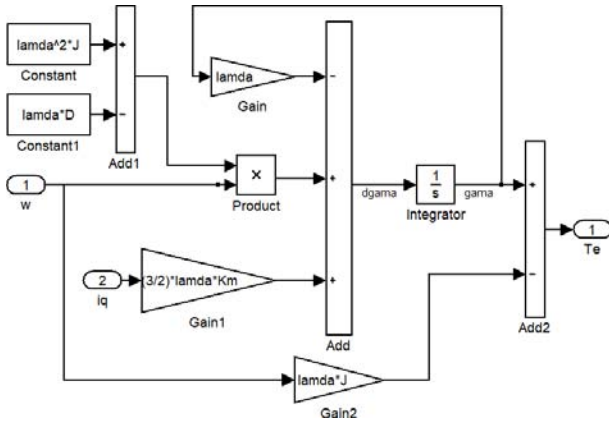 lamda^2*J
Constant
lamda*D
Constant1
+
−
Add1
1
w
×
Product
lamda
Gain
2
iq
(3/2)*lamda*Km
Gain1
−
+
+
Add
dgama
1
s
Integrator
gama
lamda*J
Gain2
+
−
Add2
1
Te